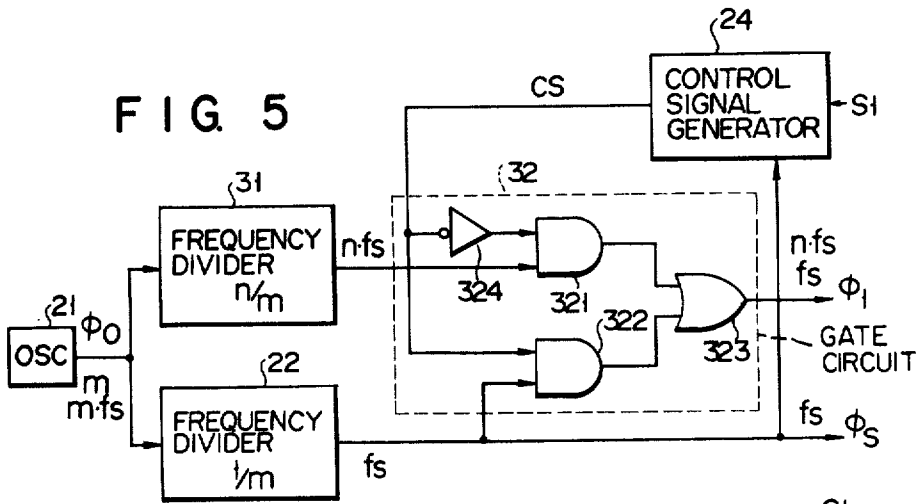 FIG. 5
24
CONTROL
SIGNAL
GENERATOR
S1
CS
31
FREQUENCY
DIVIDER
n/m
n·fs
32
324
321
322
323
n·fs
fs
φ1
GATE
CIRCUIT
21
OSC
φ0
m
m·fs
22
FREQUENCY
DIVIDER
1/m
fs
fs
φS